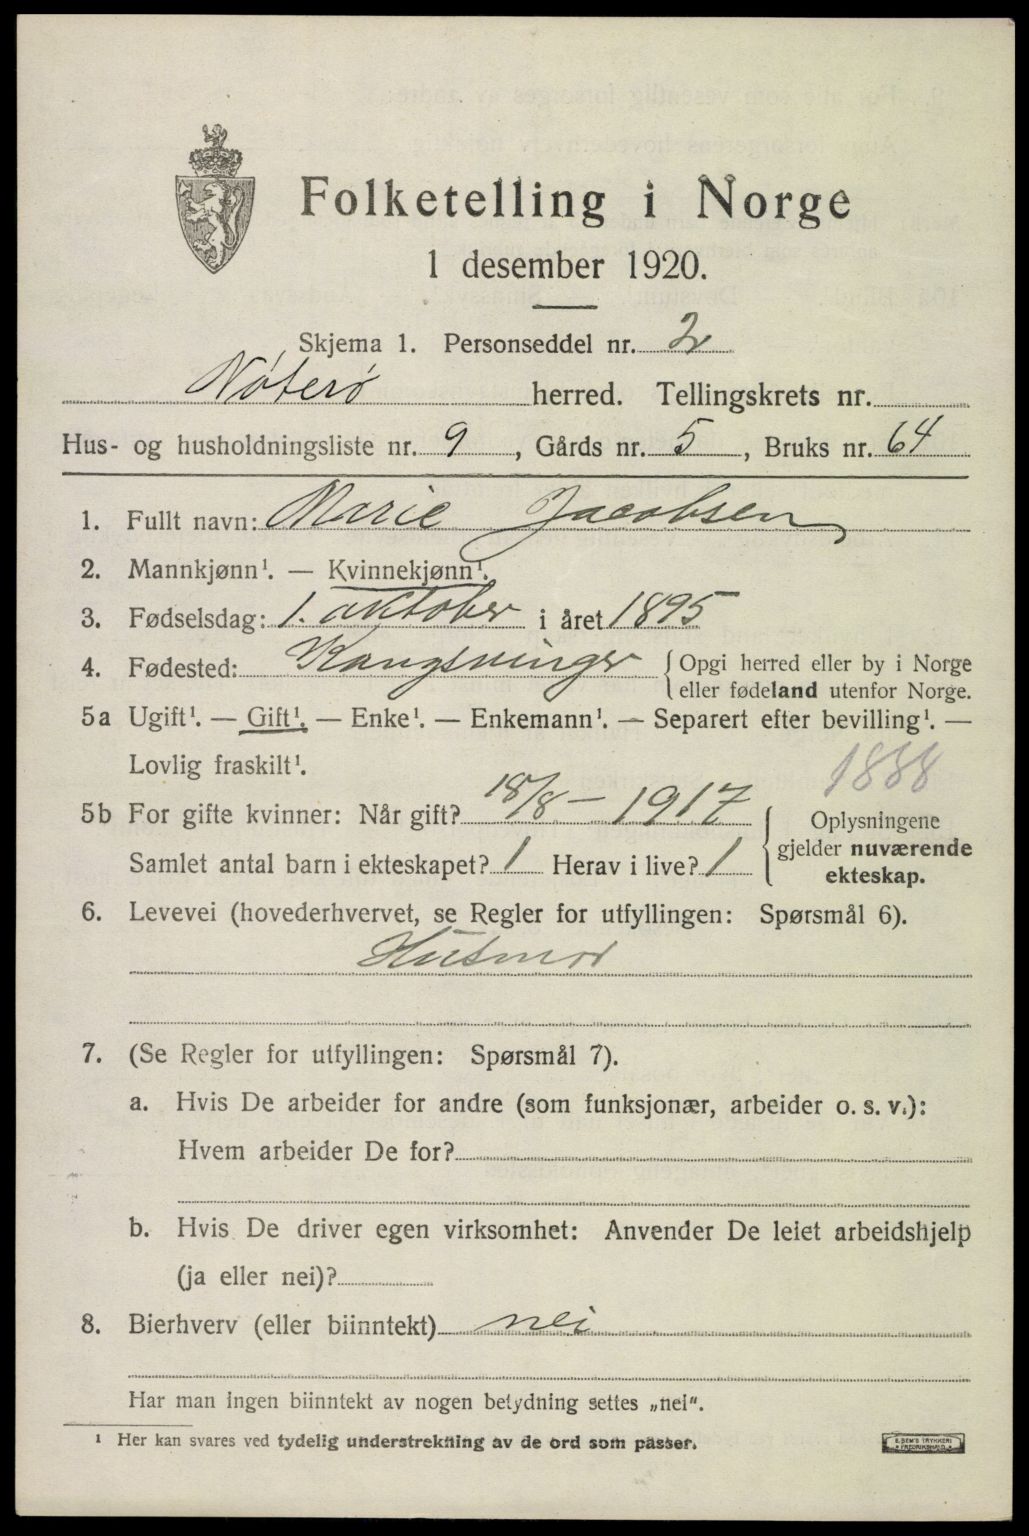 Folketelling i Norge
1 desember 1920.
Skjema 1. Personseddel nr. 2
Nøterø herred. Tellingskrets nr.
Hus- og husholdningsliste nr. 9, Gårds nr. 5, Bruks nr. 64
1. Fullt navn: Marie Jacobsen
2. Mannkjønn¹. — Kvinnekjønn¹.
3. Fødselsdag: 1. oktober i året 1895
4. Fødested: Kongsvinger {Opgi herred eller by i Norge
eller fødeland utenfor Norge.
5a Ugift¹. — Gift¹. — Enke¹. — Enkemann¹. — Separert efter bevilling¹. —
Lovlig fraskilt¹.
1888
5b For gifte kvinner: Når gift? 18/8 – 1917
Samlet antal barn i ekteskapet? 1 Herav i live? 1
Oplysningene
gjelder nuværende
ekteskap.
6. Levevei (hovederhvervet, se Regler for utfyllingen: Spørsmål 6).
Husmor
7. (Se Regler for utfyllingen: Spørsmål 7).
a. Hvis De arbeider for andre (som funksjonær, arbeider o. s. v.):
Hvem arbeider De for?
b. Hvis De driver egen virksomhet: Anvender De leiet arbeidshjelp
(ja eller nei)?
8. Bierhverv (eller biinntekt) nei
Har man ingen biinntekt av nogen betydning settes „nei".
¹ Her kan svares ved tydelig understrekning av de ord som passer.
E. SEM'S TRYKKERI
FREDRIKSHALD